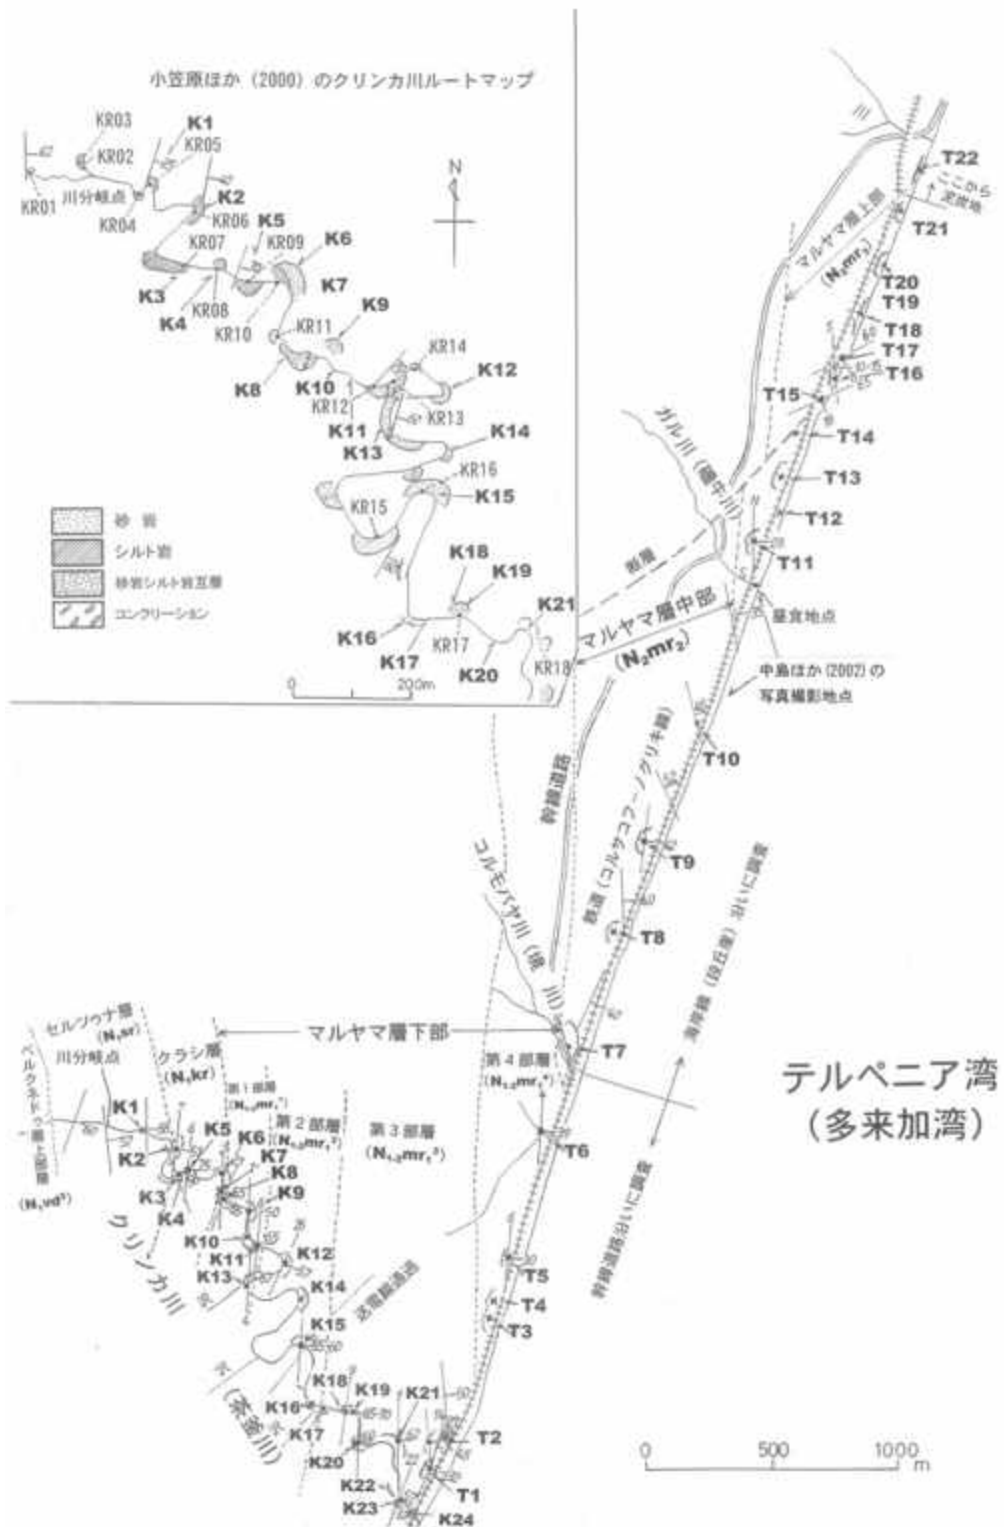 小笠原ほか (2000) のクリンカ川ルートマップ
KR03
K1
KR02
KR05
KR01
川分岐点
KR04
K2
KR06
K5
KR07
KR09
K6
K3
KR08
K7
K4
KR10
KR11
K9
K8
KR14
K10
K12
KR12
K11
KR13
K13
K14
KR16
K15
KR15
K18
K19
K16
KR17
K21
K17
K20
KR18
N
砂岩
シルト岩
砂岩シルト岩互層
コンクリーション
0
200m
川
T22
ここから
T21
マルヤマ層上部
(N₂mr₃)
T20
T19
T18
T17
T16
T15
T14
T13
T12
T11
ガル川
断層
昼食地点
マルヤマ層中部
(N₂mr₂)
中島ほか(2002)の
写真撮影地点
T10
幹線道路
鉄道(コルサコフーノグリキ線)
T9
T8
コルモバヤ川(境川)
T7
海岸線(段丘崖)沿いに調査
幹線道路沿いに調査
テルペニア湾
(多来加湾)
セルツゥナ層
(N₁sr)
川分岐点
クラシ層
(N₁kr)
マルヤマ層下部
第1部層
第2部層
第3部層
第4部層
K1
K2
K3
K4
K5
K6
K7
K8
K9
K10
K11
K12
K13
K14
K15
K16
K17
K18
K19
K20
K21
K22
K23
K24
T6
T5
T4
T3
T2
T1
クリンカ川
(茶釜川)
0
500
1000
m